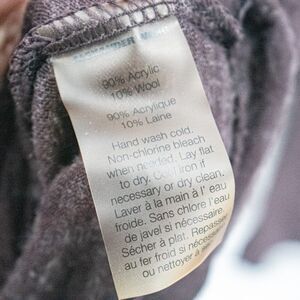 90% Acrylic
10% Wool
90% Acrylique
10% Laine
Hand wash cold.
Non-chlorine bleach
when needed. Lay flat
to dry. Cool iron if
necessary or dry clean.
Laver à la main à l' eau
froide. Sans chlore l'eau
de javel si nécessaire.
Sécher à plat. Repasser
au fer froid si nécessaire
ou nettoyer à